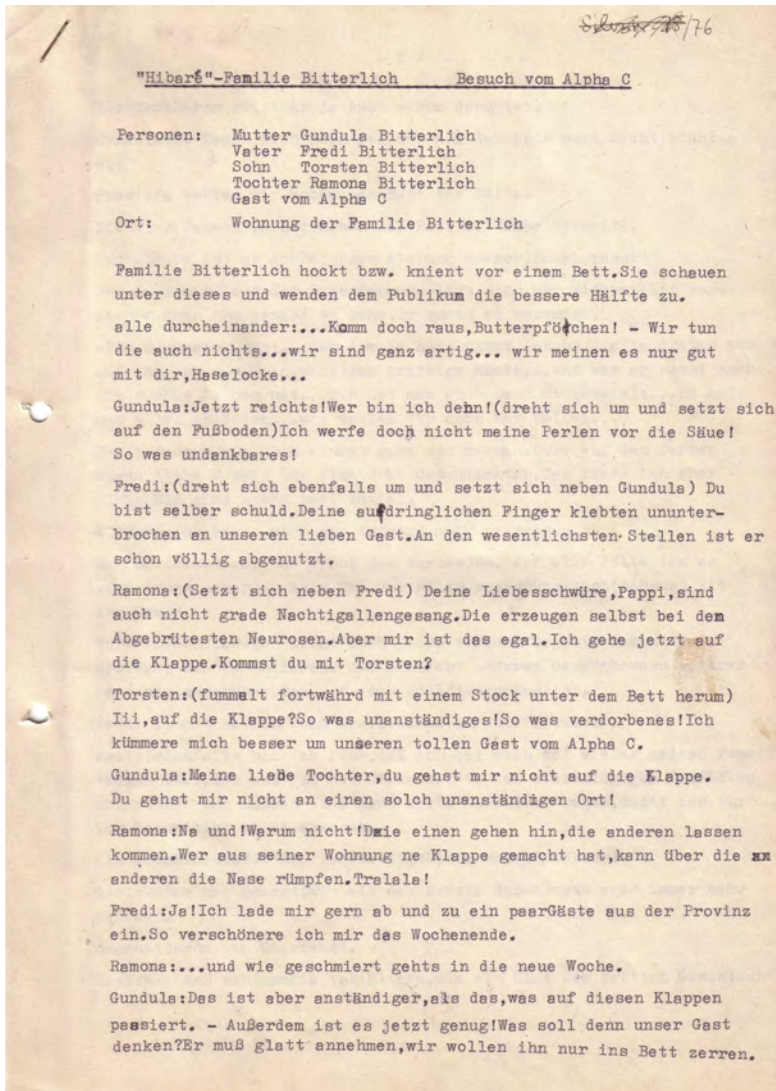 /76
"Hibaré"-Familie Bitterlich Besuch vom Alpha C
Personen: Mutter Gundula Bitterlich
Vater Fredi Bitterlich
Sohn Torsten Bitterlich
Tochter Ramona Bitterlich
Gast vom Alpha C
Ort: Wohnung der Familie Bitterlich
Familie Bitterlich hockt bzw. kniet vor einem Bett.Sie schauen
unter dieses und wenden dem Publikum die bessere Hälfte zu.
alle durcheinander:...Komm doch raus,Butterpfötchen! - Wir tun
die auch nichts...wir sind ganz artig... wir meinen es nur gut
mit dir,Haselocke...
Gundula:Jetzt reichts!Wer bin ich dehn!(dreht sich um und setzt sich
auf den Fußboden)Ich werfe doch nicht meine Perlen vor die Säue!
So was undankbares!
Fredi:(dreht sich ebenfalls um und setzt sich neben Gundula) Du
bist selber schuld.Deine aufdringlichen Finger klebten ununter-
brochen an unseren lieben Gast.An den wesentlichsten Stellen ist er
schon völlig abgenutzt.
Ramona:(Setzt sich neben Fredi) Deine Liebesschwüre,Pappi,sind
auch nicht grade Nachtigallengesang.Die erzeugen selbst bei dem
Abgebrütesten Neurosen.Aber mir ist das egal.Ich gehe jetzt auf
die Klappe.Kommst du mit Torsten?
Torsten:(fummelt fortwährd mit einem Stock unter dem Bett herum)
Iii,auf die Klappe?So was unanständiges!So was verdorbenes!Ich
kümmere mich besser um unseren tollen Gast vom Alpha C.
Gundula:Meine liebe Tochter,du gehst mir nicht auf die Klappe.
Du gehst mir nicht an einen solch unanständigen Ort!
Ramona:Na und!Warum nicht!Die einen gehen hin,die anderen lassen
kommen.Wer aus seiner Wohnung ne Klappe gemacht hat,kann über die
anderen die Nase rümpfen.Tralala!
Fredi:Ja!Ich lade mir gern ab und zu ein paarGäste aus der Provinz
ein.So verschönere ich mir das Wochenende.
Ramona:...und wie geschmiert gehts in die neue Woche.
Gundula:Das ist aber anständiger,als das,was auf diesen Klappen
passiert. - Außerdem ist es jetzt genug!Was soll denn unser Gast
denken?Er muß glatt annehmen,wir wollen ihn nur ins Bett zerren.